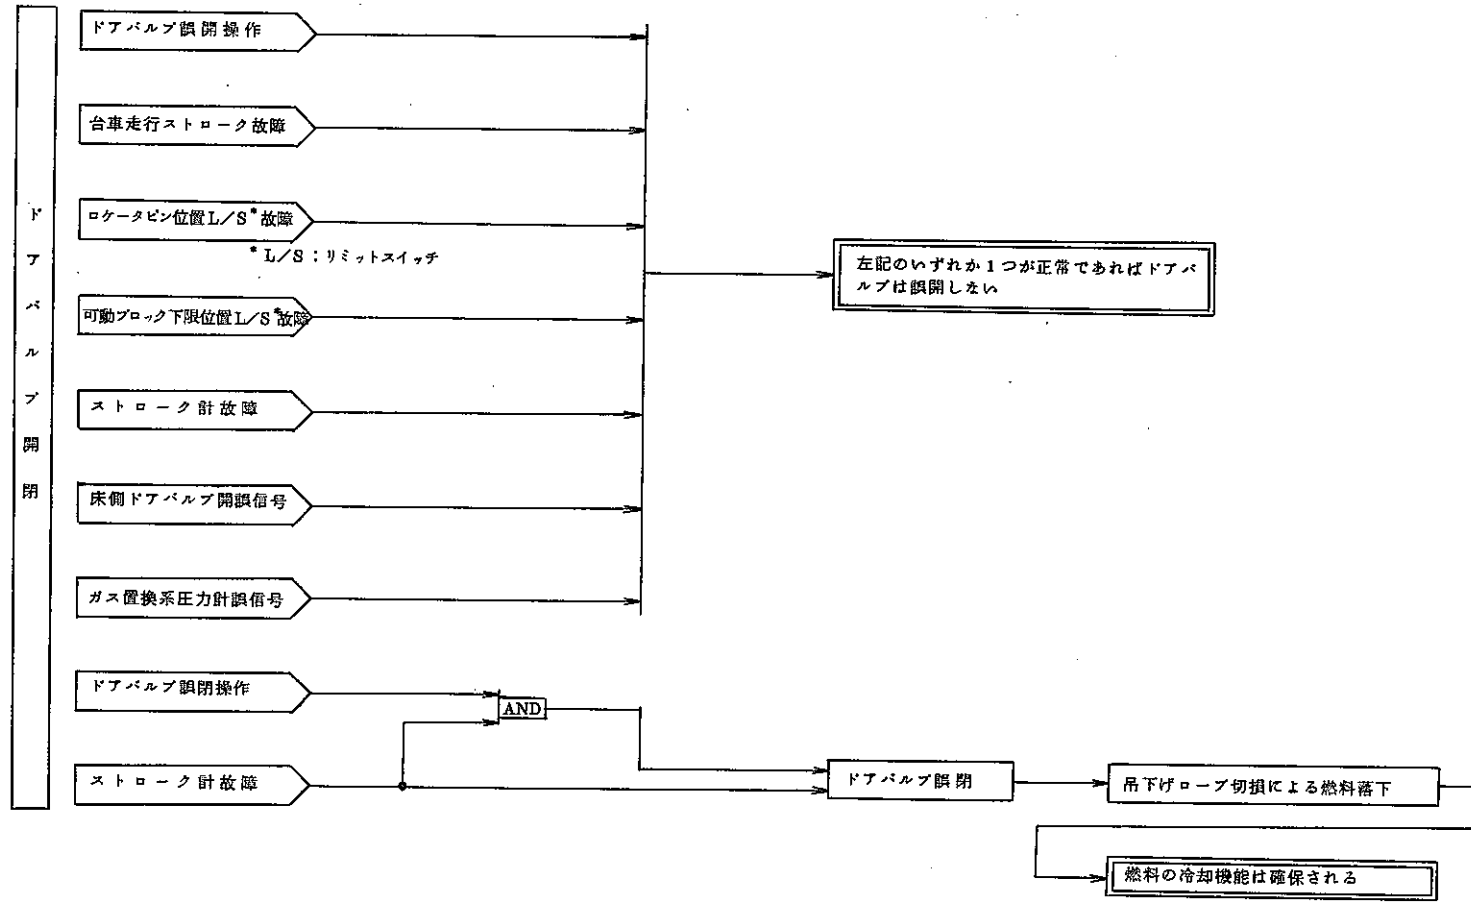 ドアバルブ開閉
ドアバルブ誤開操作
台車走行ストローク故障
ロケータピン位置L/S*故障
* L/S:リミットスイッチ
可動ブロック下限位置L/S*故障
ストローク計故障
床側ドアバルブ開誤信号
ガス置換系圧力計誤信号
左記のいずれか1つが正常であればドアバ
ルブは誤開しない
ドアバルブ誤閉操作
AND
ストローク計故障
ドアバルブ誤閉
吊下げロープ切損による燃料落下
燃料の冷却機能は確保される